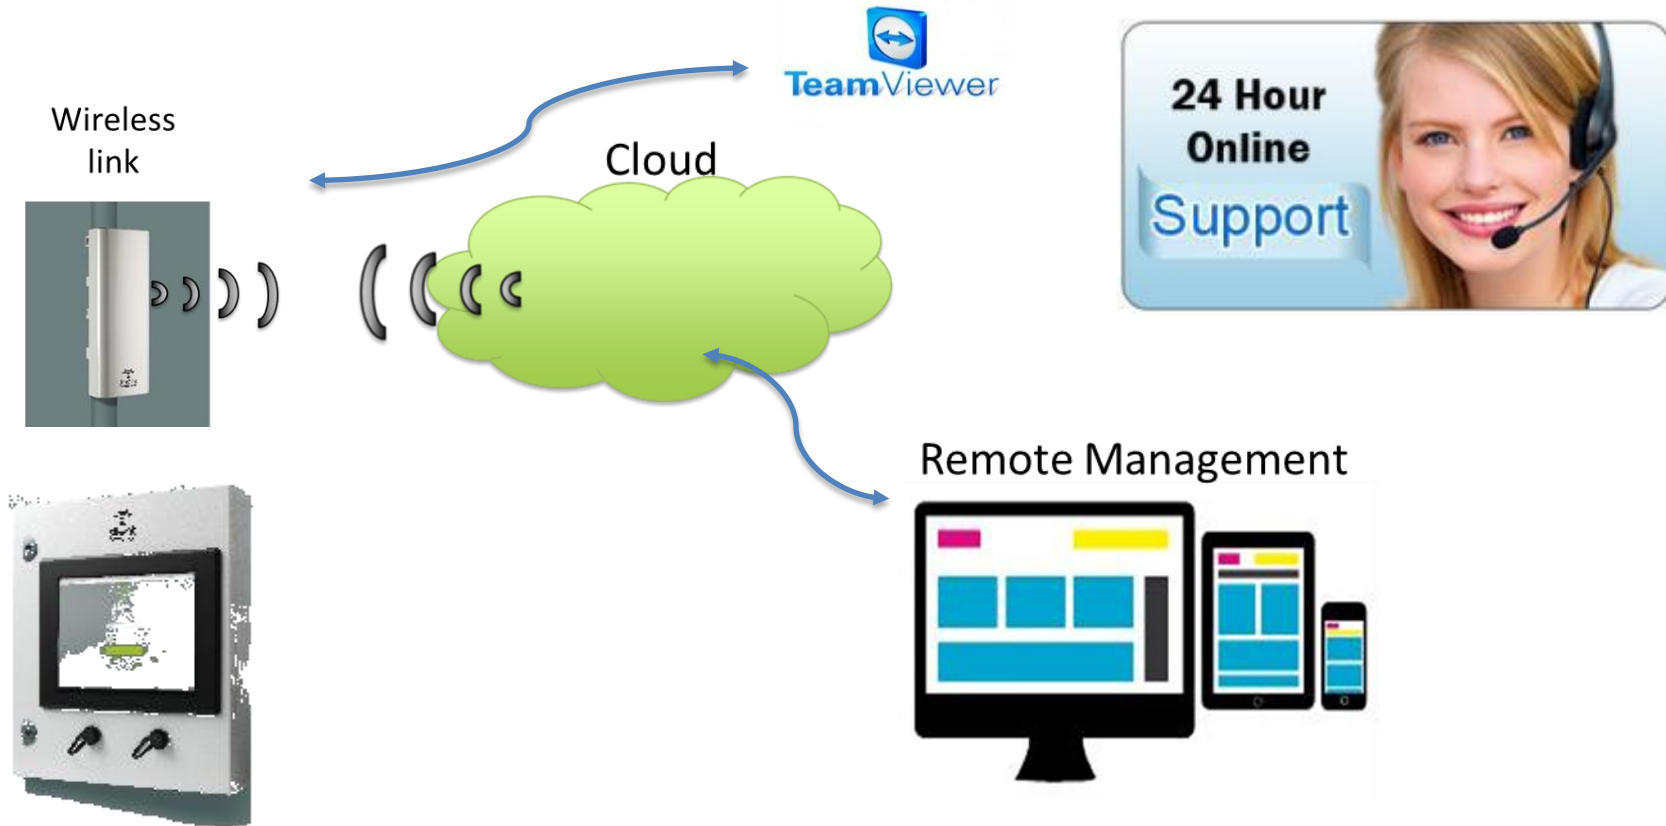 TeamViewer
24 Hour
Online
Support
Wireless
link
Cloud
Remote Management